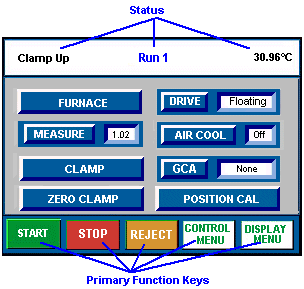 Status
Clamp Up Run 1 30.96°C
FURNACE DRIVE Floating
MEASURE 1.02 AIR COOL Off
CLAMP GCA None
ZERO CLAMP POSITION CAL
START STOP REJECT CONTROL MENU DISPLAY MENU
Primary Function Keys